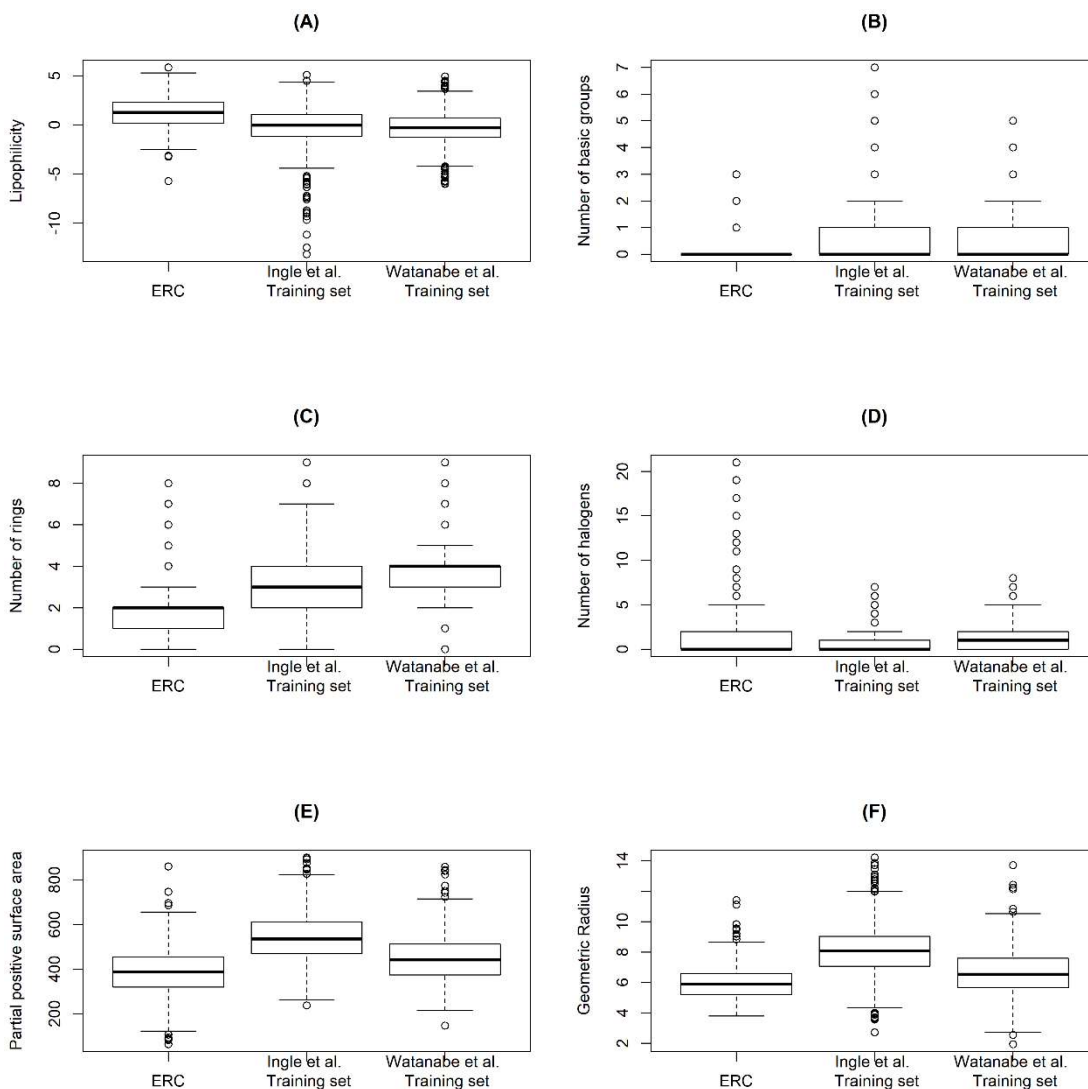 (A)
Lipophilicity
5
0
-5
-10
ERC
Ingle et al.
Training set
Watanabe et al.
Training set
(B)
Number of basic groups
7
6
5
4
3
2
1
0
ERC
Ingle et al.
Training set
Watanabe et al.
Training set
(C)
Number of rings
8
6
4
2
0
ERC
Ingle et al.
Training set
Watanabe et al.
Training set
(D)
Number of halogens
20
15
10
5
0
ERC
Ingle et al.
Training set
Watanabe et al.
Training set
(E)
Partial positive surface area
800
600
400
200
ERC
Ingle et al.
Training set
Watanabe et al.
Training set
(F)
Geometric Radius
14
10
8
6
4
2
ERC
Ingle et al.
Training set
Watanabe et al.
Training set